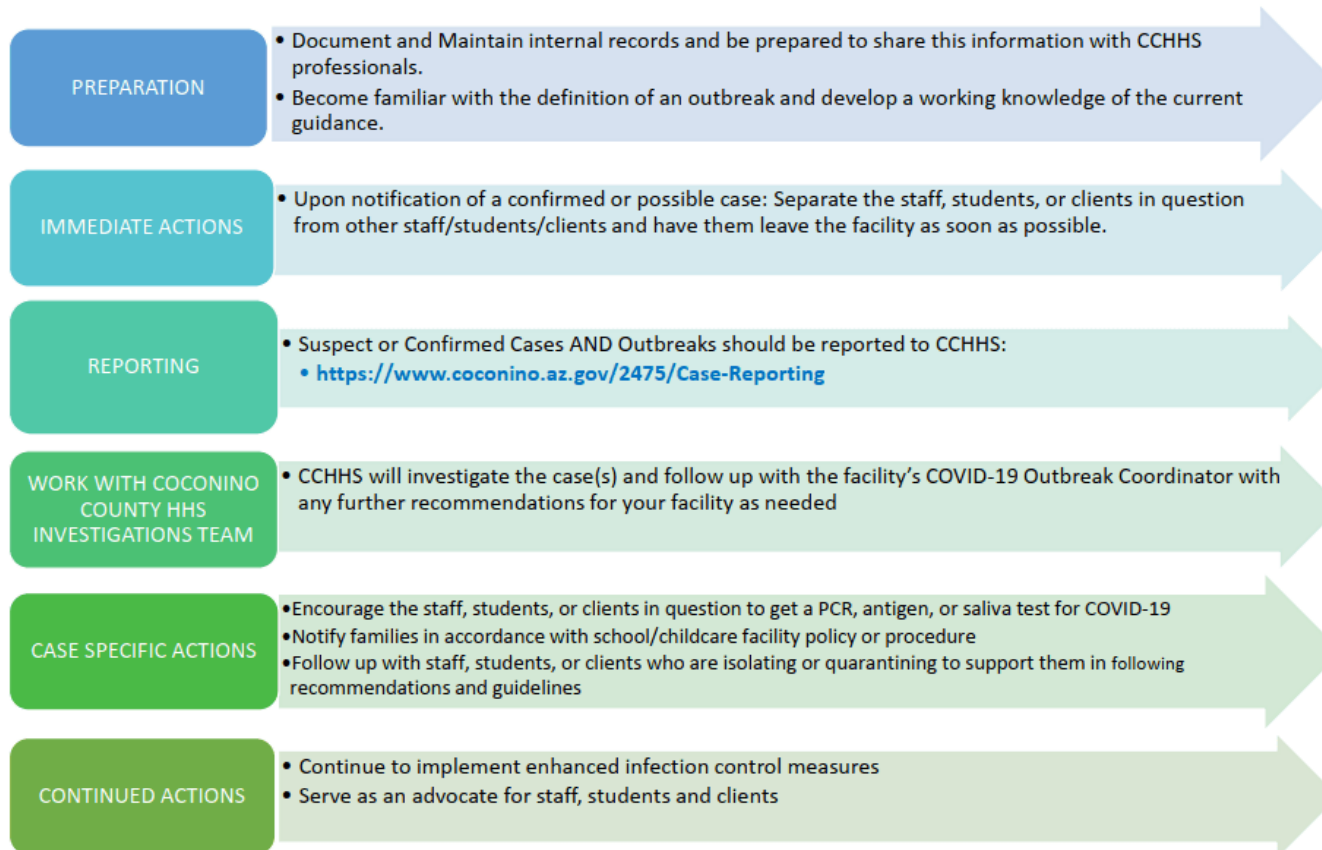 PREPARATION
• Document and Maintain internal records and be prepared to share this information with CCHHS
professionals.
• Become familiar with the definition of an outbreak and develop a working knowledge of the current
guidance.
IMMEDIATE ACTIONS
• Upon notification of a confirmed or possible case: Separate the staff, students, or clients in question
from other staff/students/clients and have them leave the facility as soon as possible.
REPORTING
• Suspect or Confirmed Cases AND Outbreaks should be reported to CCHHS:
• https://www.coconino.az.gov/2475/Case-Reporting
WORK WITH COCONINO
COUNTY HHS
INVESTIGATIONS TEAM
• CCHHS will investigate the case(s) and follow up with the facility's COVID-19 Outbreak Coordinator with
any further recommendations for your facility as needed
CASE SPECIFIC ACTIONS
•Encourage the staff, students, or clients in question to get a PCR, antigen, or saliva test for COVID-19
•Notify families in accordance with school/childcare facility policy or procedure
•Follow up with staff, students, or clients who are isolating or quarantining to support them in following
recommendations and guidelines
CONTINUED ACTIONS
• Continue to implement enhanced infection control measures
• Serve as an advocate for staff, students and clients